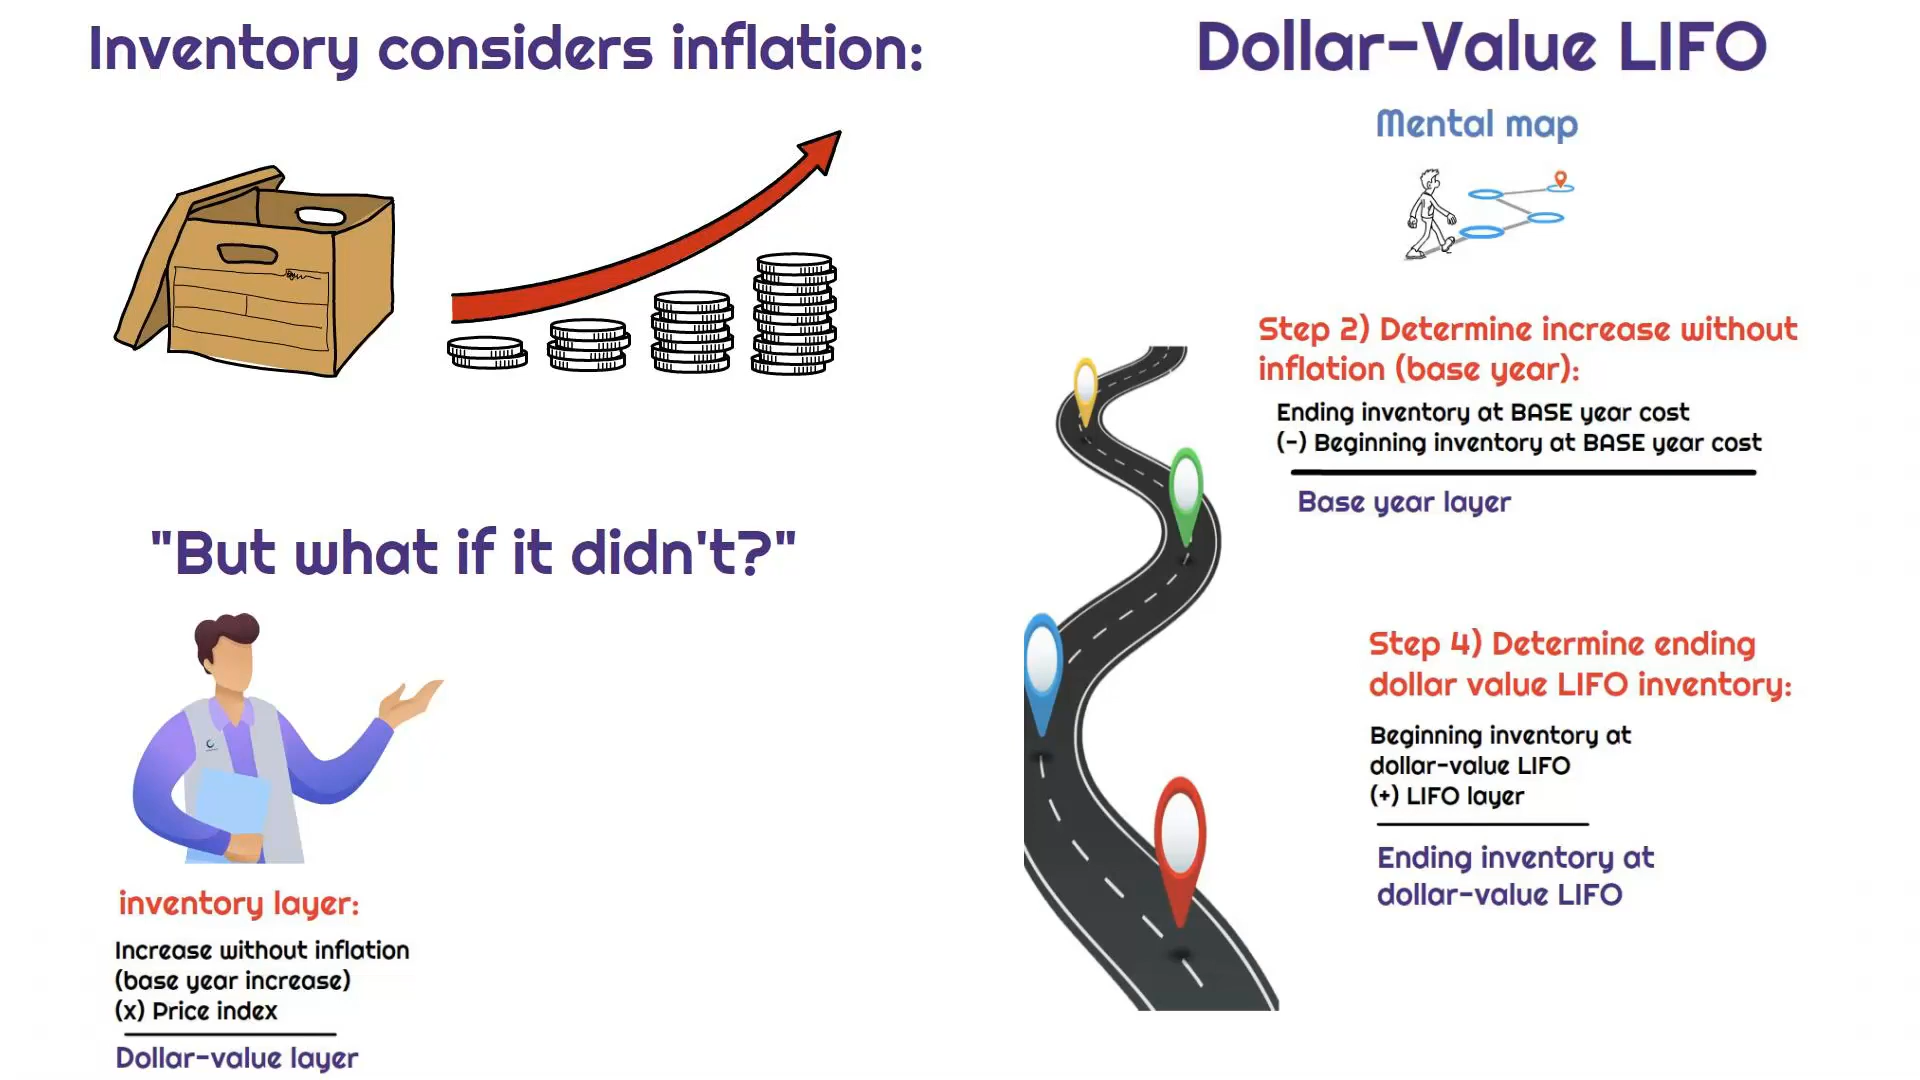 Inventory considers inflation:
"But what if it didn't?"
inventory layer:
Increase without inflation
(base year increase)
(x) Price index
Dollar-value layer
Dollar-Value LIFO
Mental map
Step 2) Determine increase without
inflation (base year):
Ending inventory at BASE year cost
(-) Beginning inventory at BASE year cost
Base year layer
Step 4) Determine ending
dollar value LIFO inventory:
Beginning inventory at
dollar-value LIFO
(+) LIFO layer
Ending inventory at
dollar-value LIFO